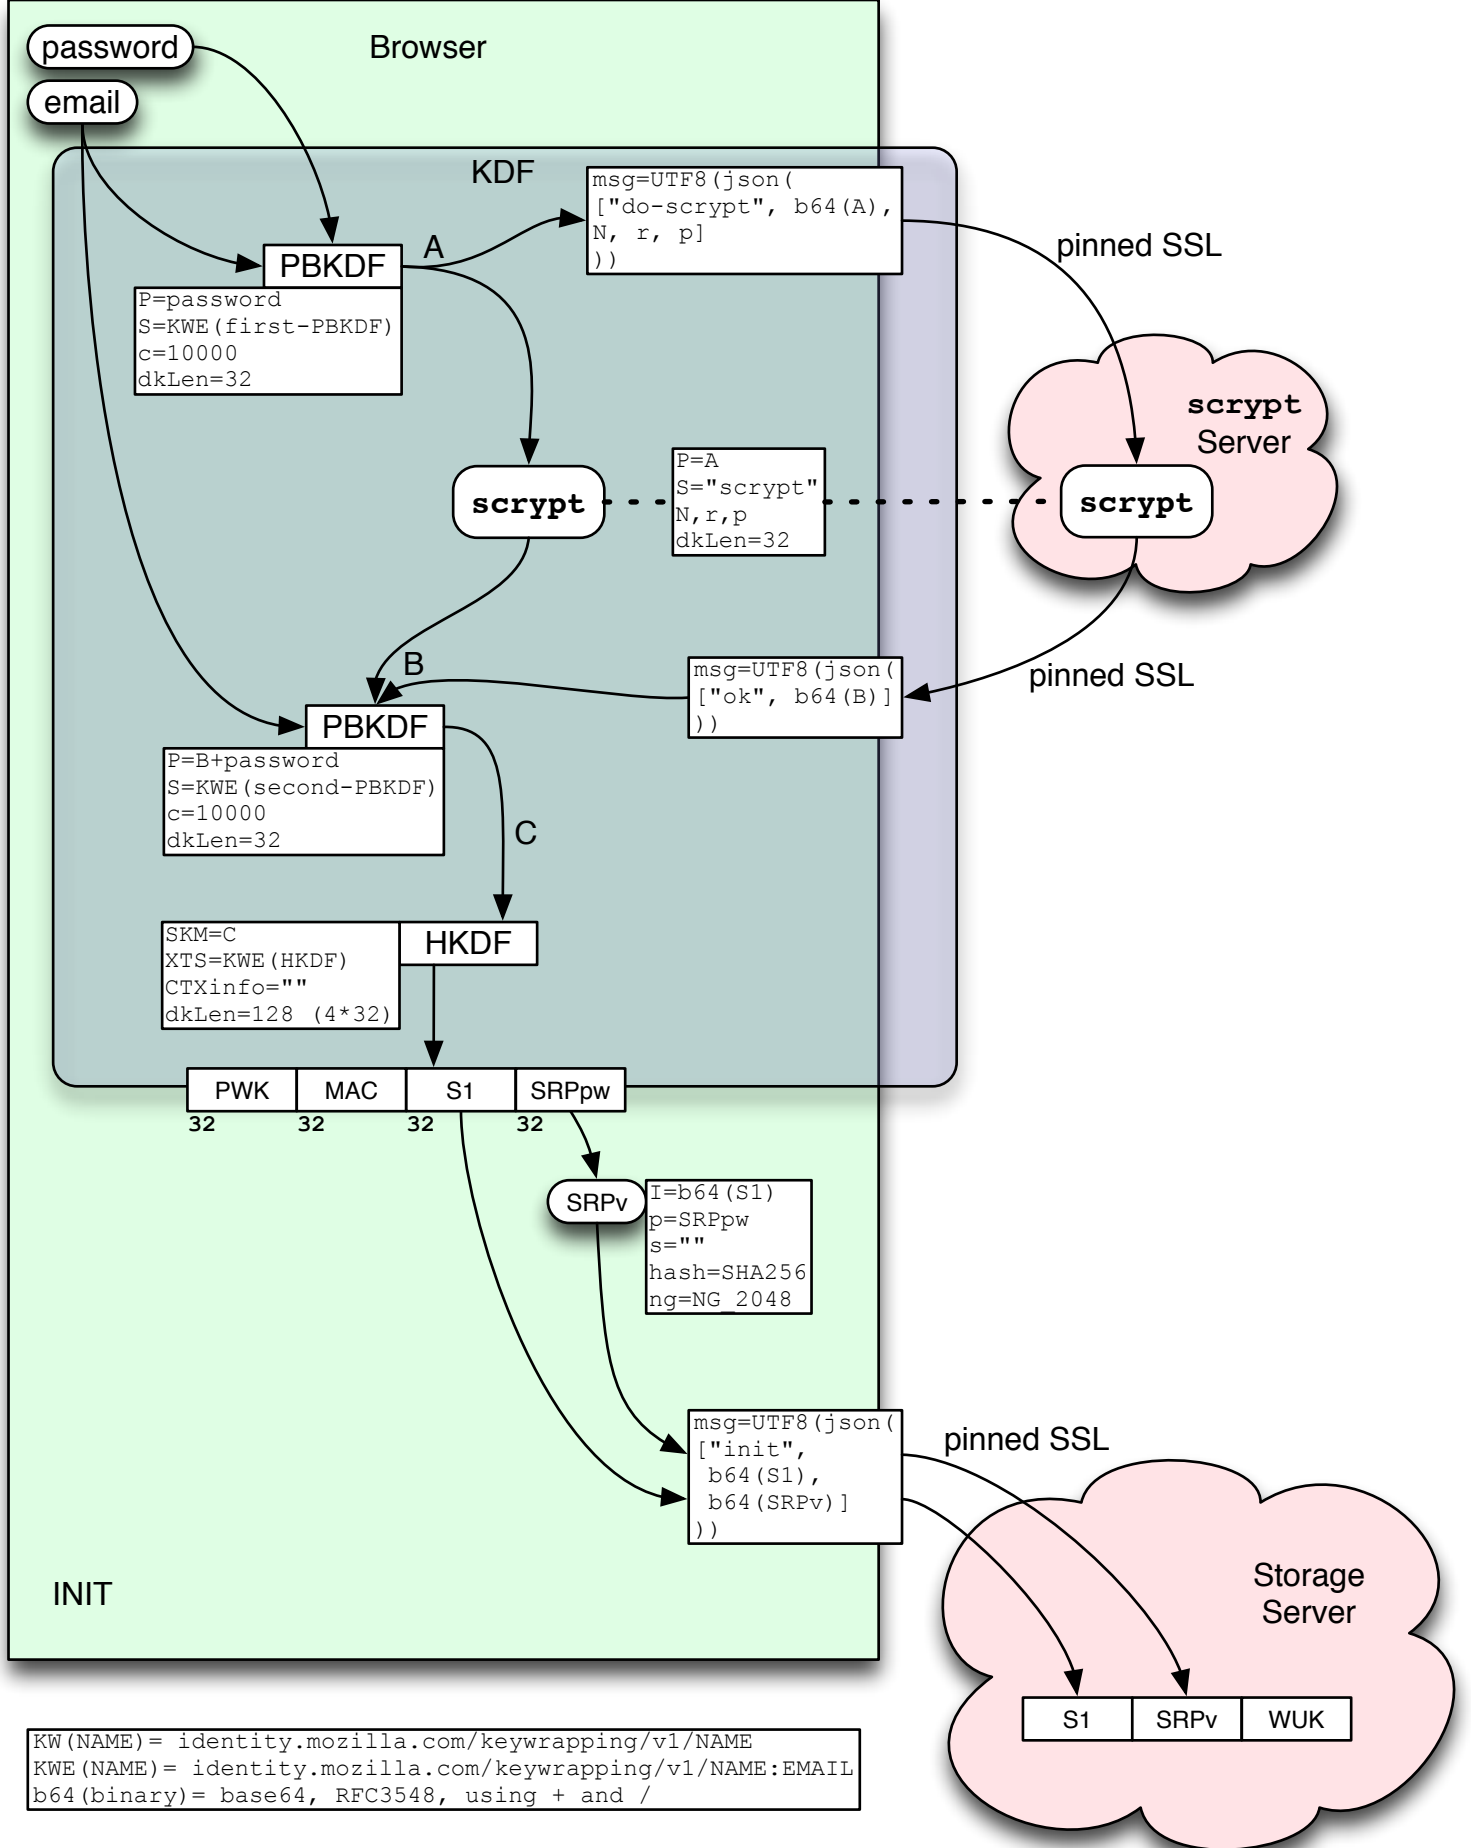 password
Browser
email
KDF
msg=UTF8(json(
["do-scrypt", b64(A),
N, r, p]
))
A
pinned SSL
PBKDF
P=password
S=KWE(first-PBKDF)
c=10000
dkLen=32
scrypt
Server
scrypt
P=A
S="scrypt"
N,r,p
dkLen=32
scrypt
B
msg=UTF8(json(
["ok", b64(B)]
))
pinned SSL
PBKDF
P=B+password
S=KWE(second-PBKDF)
c=10000
dkLen=32
C
SKM=C
XTS=KWE(HKDF)
CTXinfo=""
dkLen=128 (4*32)
HKDF
PWK MAC S1 SRPpw
32 32 32 32
SRPv
I=b64(S1)
p=SRPpw
s=""
hash=SHA256
ng=NG_2048
msg=UTF8(json(
["init",
b64(S1),
b64(SRPv)]
))
pinned SSL
INIT
Storage
Server
S1 SRPv WUK
KW(NAME)= identity.mozilla.com/keywrapping/v1/NAME
KWE(NAME)= identity.mozilla.com/keywrapping/v1/NAME:EMAIL
b64(binary)= base64, RFC3548, using + and /